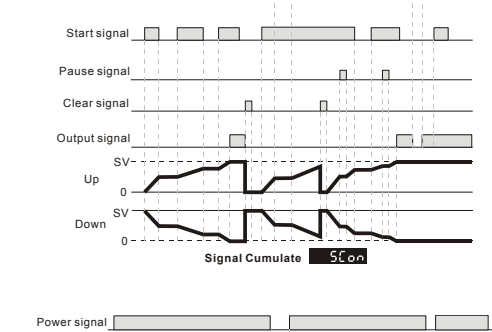 Start signal
Pause signal
Clear signal
Output signal
SV
Up
0
SV
Down
0
Signal Cumulate SCon
Power signal